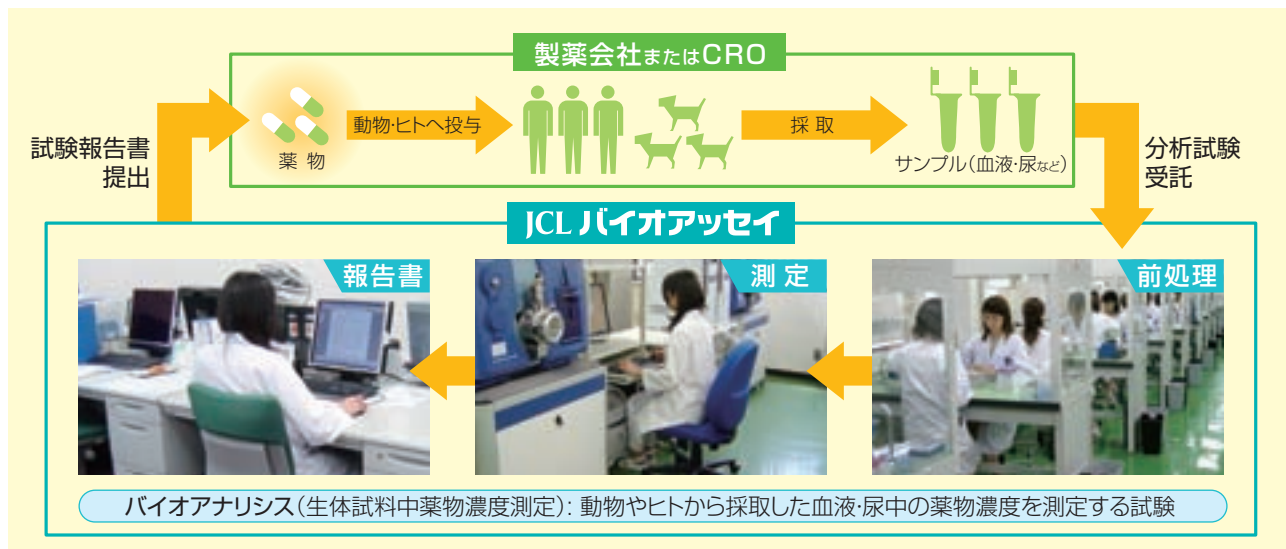 製薬会社またはCRO
薬 物
動物・ヒトへ投与
採 取
サンプル（血液・尿など）
分析試験
受託
試験報告書
提出
JCL バイオアッセイ
前処理
測 定
報告書
バイオアナリシス（生体試料中薬物濃度測定）：動物やヒトから採取した血液・尿中の薬物濃度を測定する試験